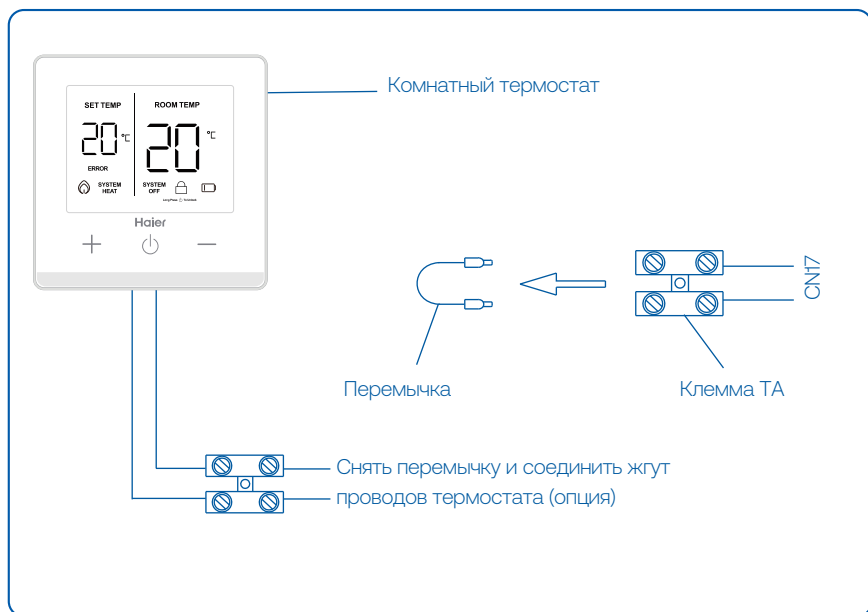 Комнатный термостат
SET TEMP
ROOM TEMP
20 °C
20 °C
ERROR
SYSTEM
HEAT
SYSTEM
OFF
Haier
CN17
Перемычка
Клемма TA
Снять перемычку и соединить жгут
проводов термостата (опция)